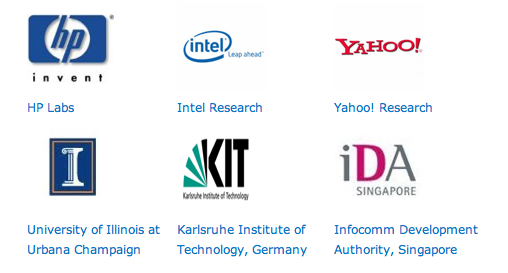 hp
invent
intel
Leap ahead™
YAHOO!
HP Labs
Intel Research
Yahoo! Research
I
KIT
Karlsruhe Institute of Technology
iDA
SINGAPORE
University of Illinois at
Urbana Champaign
Karlsruhe Institute of
Technology, Germany
Infocomm Development
Authority, Singapore